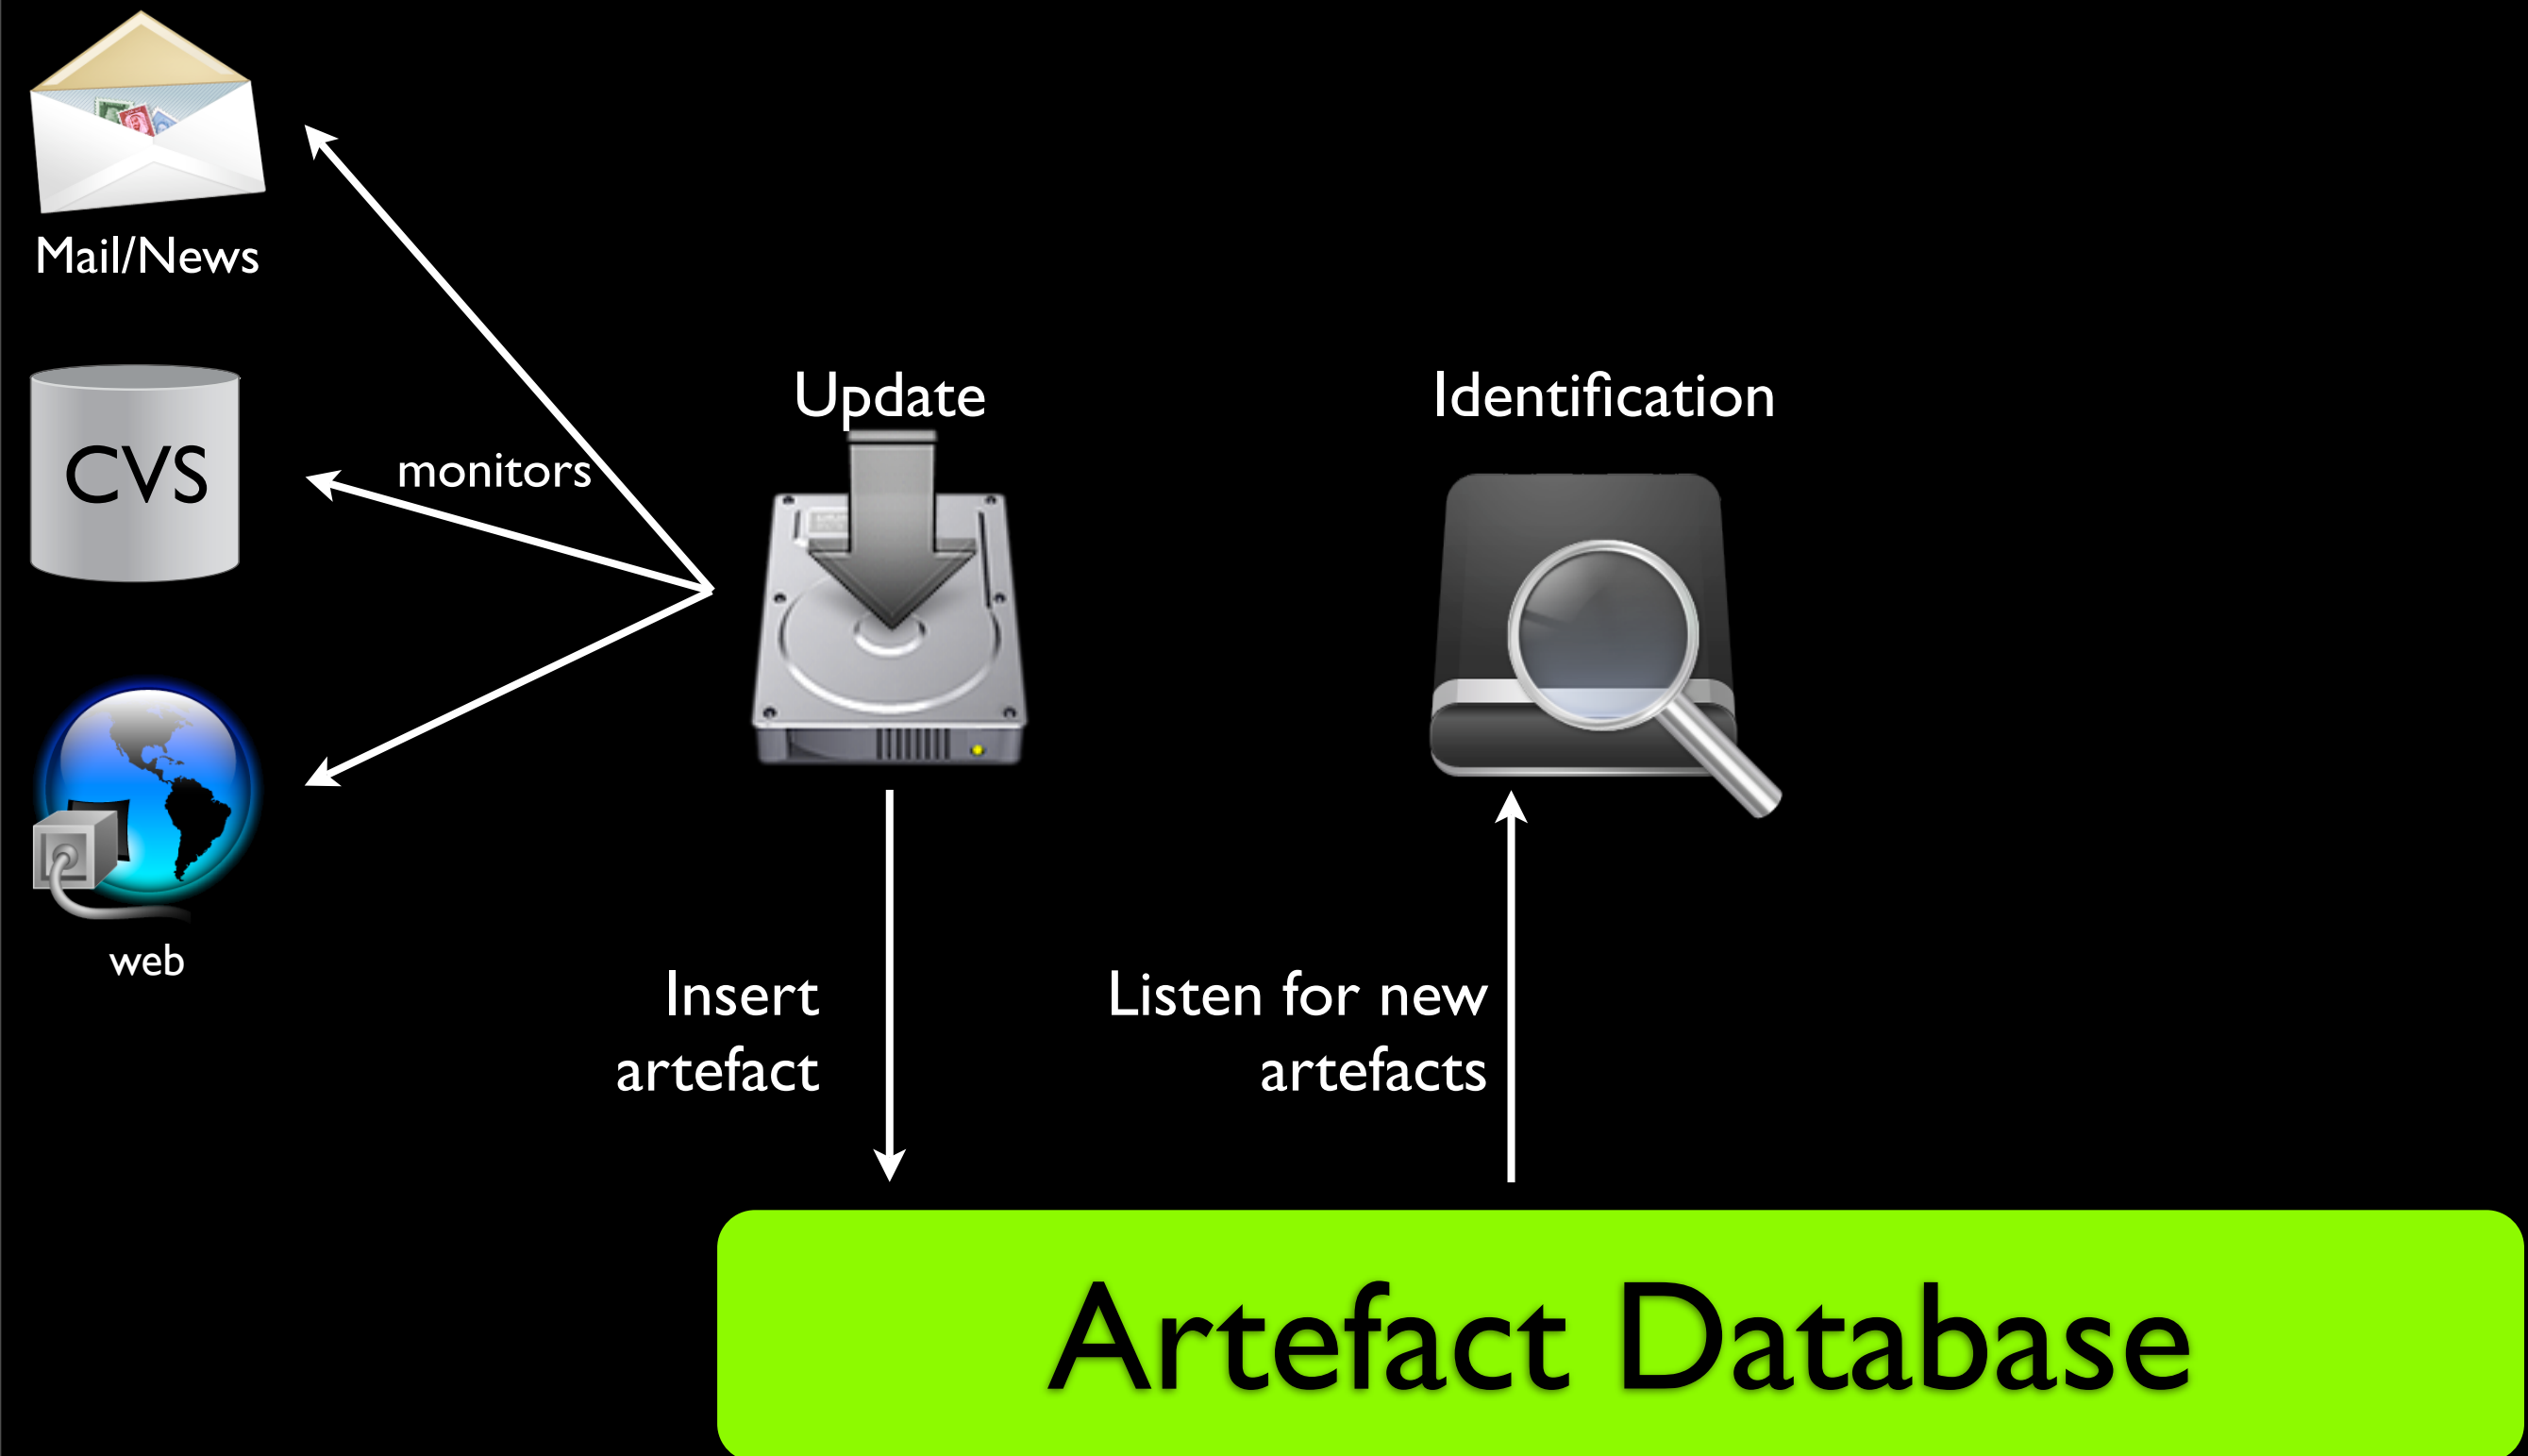 Mail/News
CVS
monitors
web
Update
Identification
Insert
artefact
Listen for new
artefacts
Artefact Database